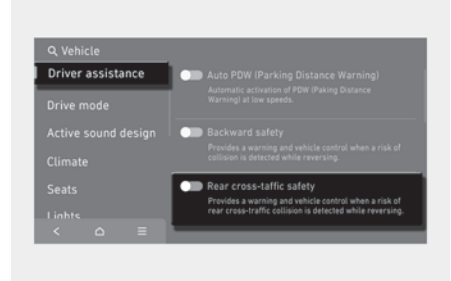 Vehicle
Driver assistance
Drive mode
Active sound design
Climate
Seats
Lights
Auto PDW (Parking Distance Warning)
Automatic activation of PDW (Paking Distance
Warning) at low speeds.
Backward safety
Provides a warning and vehicle control when a risk of
collision is detected while reversing.
Rear cross-taffic safety
Provides a warning and vehicle control when a risk of
rear cross-traffic collision is detected while reversing.